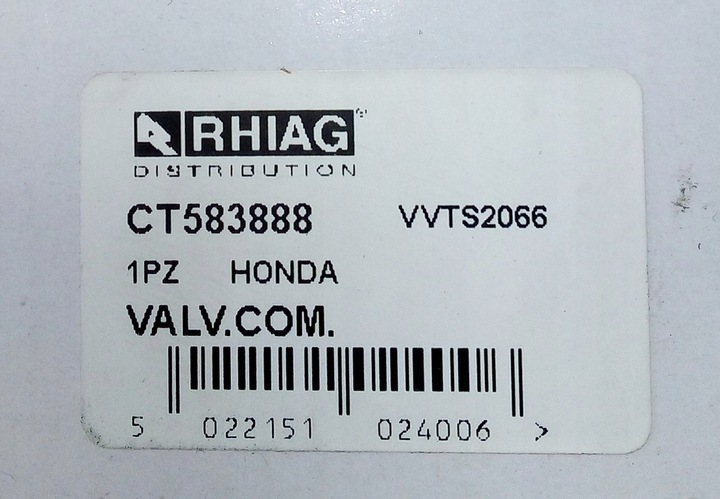 RHIAG®
DISTRIBUTION
CT583888 VVTS2066
1PZ HONDA
VALV.COM.
5 022151 024006 >